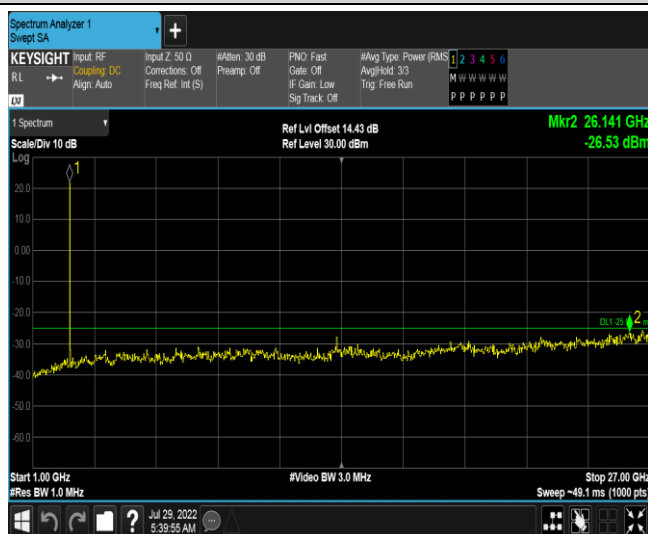 Spectrum Analyzer 1
Swept SA
+
KEYSIGHT
RL
LXI
Input: RF
Coupling: DC
Align: Auto
Input Z: 50 Ω
Corrections: Off
Freq Ref: Int (S)
#Atten: 30 dB
Preamp: Off
PNO: Fast
Gate: Off
IF Gain: Low
Sig Track: Off
#Avg Type: Power (RMS
Avg|Hold: 3/3
Trig: Free Run
1 2 3 4 5 6
M W W W W W
P P P P P P
1 Spectrum
Scale/Div 10 dB
Log
Ref Lvl Offset 14.43 dB
Ref Level 30.00 dBm
Mkr2 26.141 GHz
-26.53 dBm
1
20.0
10.0
0.00
-10.0
-20.0
DL1 -25
2
-30.0
-40.0
-50.0
-60.0
Start 1.00 GHz
#Res BW 1.0 MHz
#Video BW 3.0 MHz
Stop 27.00 GHz
Sweep ~49.1 ms (1000 pts)
?
Jul 29, 2022
5:39:55 AM